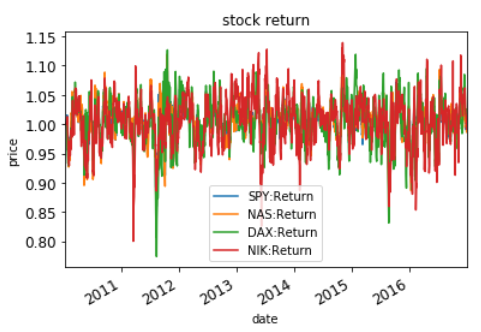 stock return
1.15
1.10
1.05
1.00
0.95
0.90
0.85
0.80
price
SPY:Return
NAS:Return
DAX:Return
NIK:Return
2011
2012
2013
2014
2015
2016
date